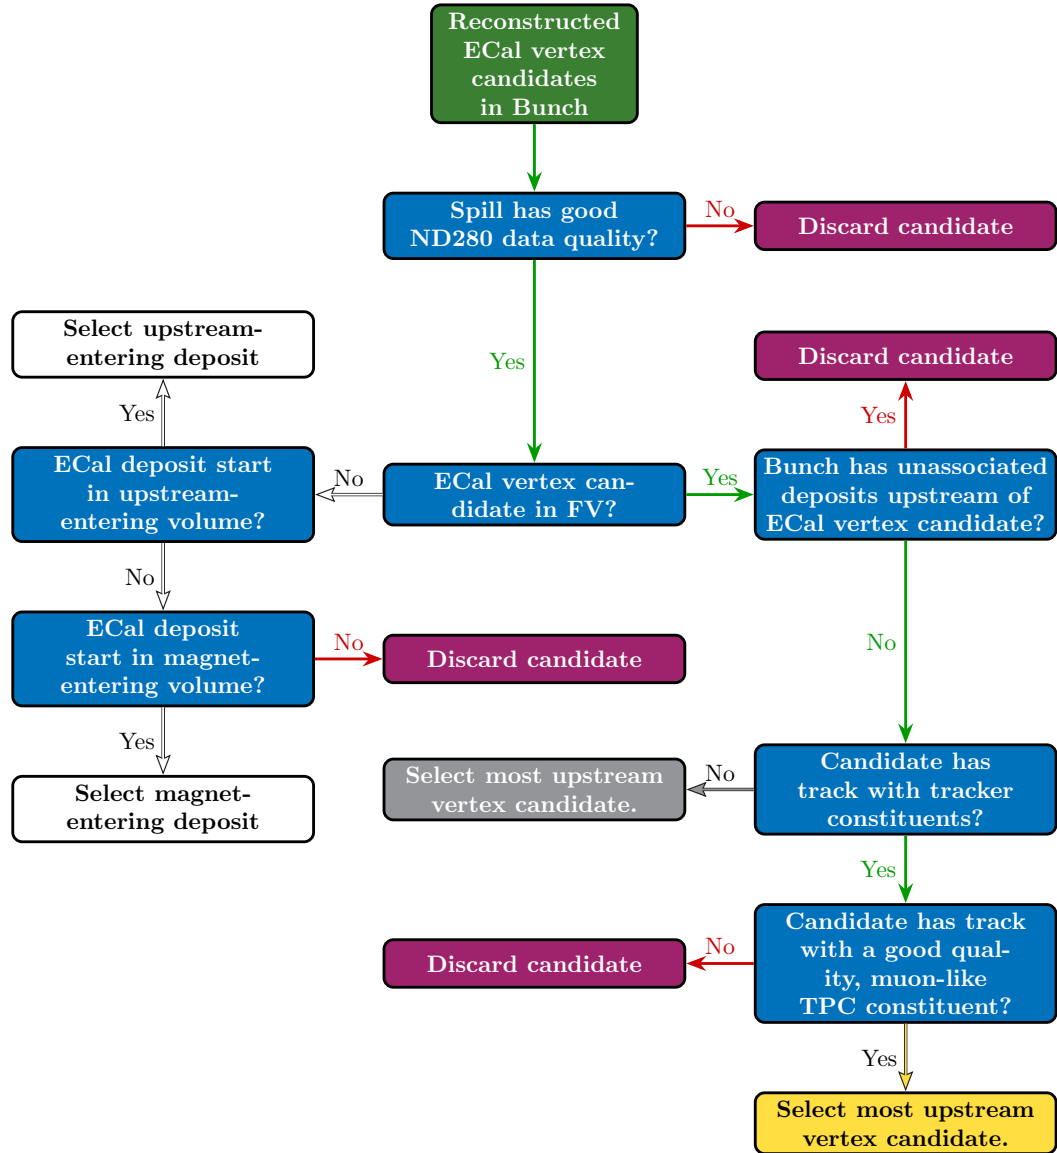 Reconstructed
ECal vertex
candidates
in Bunch
Spill has good
ND280 data quality?
No
Discard candidate
Select upstream-
entering deposit
Yes
Discard candidate
Yes
Yes
ECal deposit start
in upstream-
entering volume?
No
ECal vertex can-
didate in FV?
Yes
Bunch has unassociated
deposits upstream of
ECal vertex candidate?
No
ECal deposit
start in magnet-
entering volume?
No
Discard candidate
No
Yes
Select magnet-
entering deposit
Select most upstream
vertex candidate.
No
Candidate has
track with tracker
constituents?
Yes
Discard candidate
No
Candidate has track
with a good qual-
ity, muon-like
TPC constituent?
Yes
Select most upstream
vertex candidate.